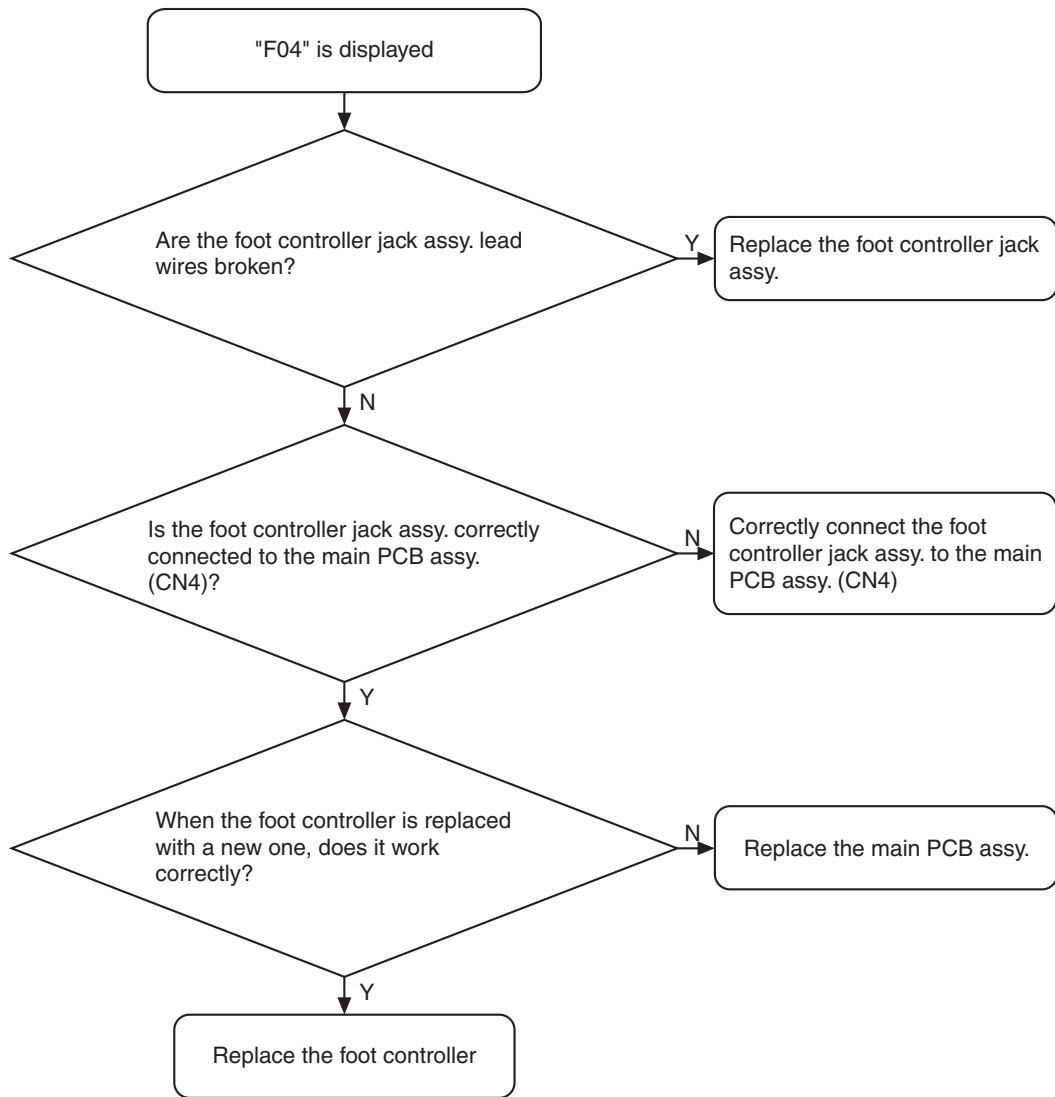 "F04" is displayed
Are the foot controller jack assy. lead
wires broken?
Y
Replace the foot controller jack
assy.
N
Is the foot controller jack assy. correctly
connected to the main PCB assy.
(CN4)?
N
Correctly connect the foot
controller jack assy. to the main
PCB assy. (CN4)
Y
When the foot controller is replaced
with a new one, does it work
correctly?
N
Replace the main PCB assy.
Y
Replace the foot controller